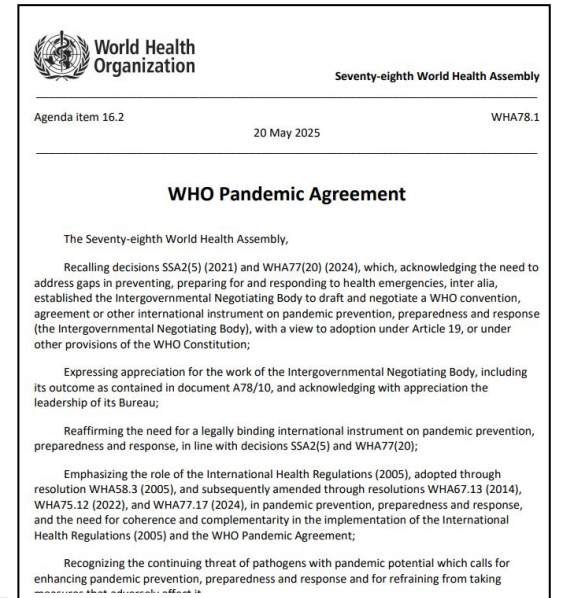 World Health
Organization
Seventy-eighth World Health Assembly
Agenda item 16.2
WHA78.1
20 May 2025
WHO Pandemic Agreement
The Seventy-eighth World Health Assembly,
Recalling decisions SSA2(5) (2021) and WHA77(20) (2024), which, acknowledging the need to
address gaps in preventing, preparing for and responding to health emergencies, inter alia,
established the Intergovernmental Negotiating Body to draft and negotiate a WHO convention,
agreement or other international instrument on pandemic prevention, preparedness and response
(the Intergovernmental Negotiating Body), with a view to adoption under Article 19, or under
other provisions of the WHO Constitution;
Expressing appreciation for the work of the Intergovernmental Negotiating Body, including
its outcome as contained in document A78/10, and acknowledging with appreciation the
leadership of its Bureau;
Reaffirming the need for a legally binding international instrument on pandemic prevention,
preparedness and response, in line with decisions SSA2(5) and WHA77(20);
Emphasizing the role of the International Health Regulations (2005), adopted through
resolution WHA58.3 (2005), and subsequently amended through resolutions WHA67.13 (2014),
WHA75.12 (2022), and WHA77.17 (2024), in pandemic prevention, preparedness and response,
and the need for coherence and complementarity in the implementation of the International
Health Regulations (2005) and the WHO Pandemic Agreement;
Recognizing the continuing threat of pathogens with pandemic potential which calls for
enhancing pandemic prevention, preparedness and response and for refraining from taking
measures that adversely affect it